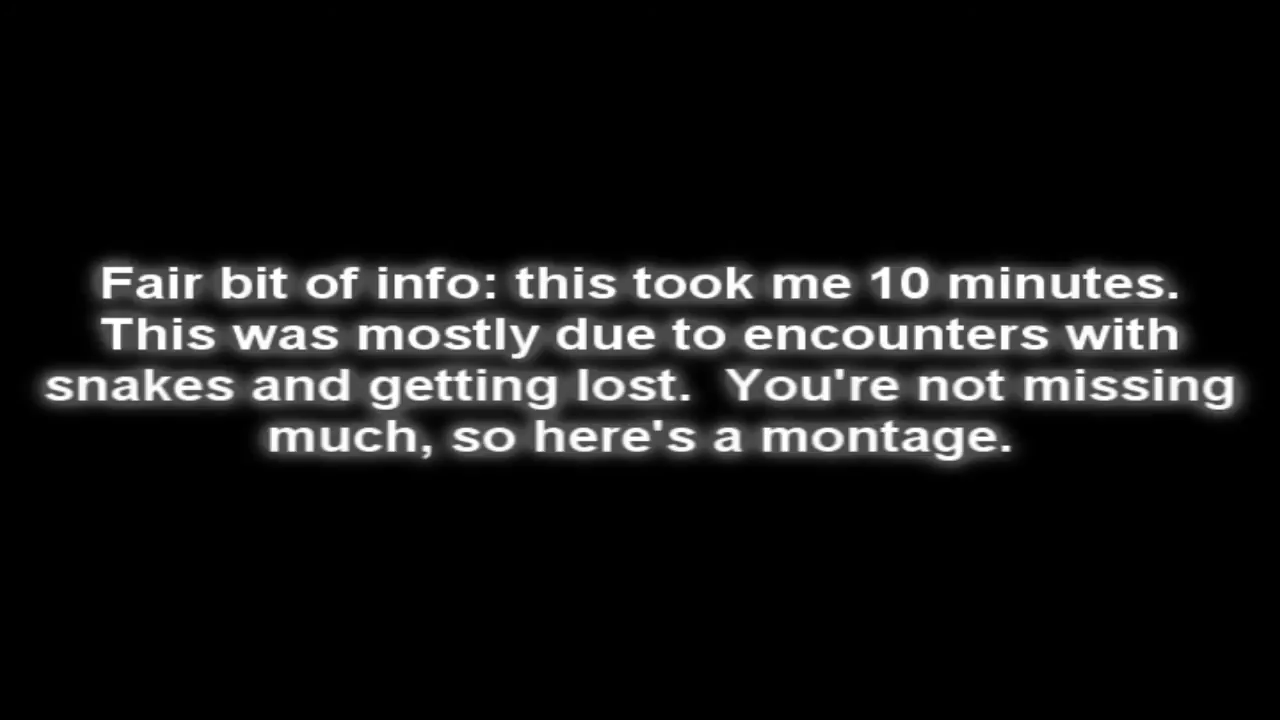 Fair bit of info: this took me 10 minutes.
This was mostly due to encounters with
snakes and getting lost.  You're not missing
much, so here's a montage.